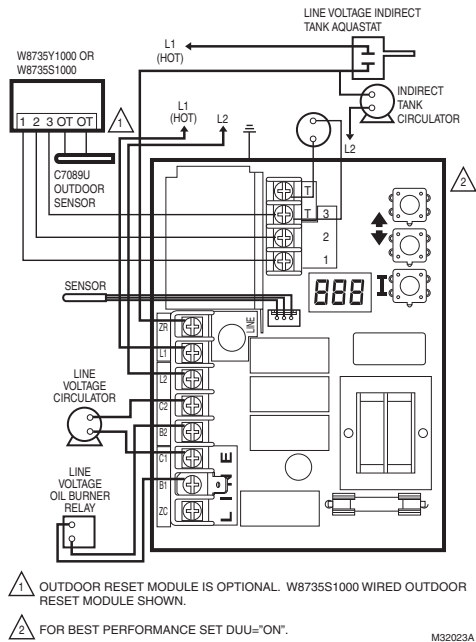 LINE VOLTAGE INDIRECT
TANK AQUASTAT
L1
(HOT)
W8735Y1000 OR
W8735S1000
1 2 3 OT OT
1
L1
(HOT)
L2
INDIRECT
TANK
CIRCULATOR
L2
C7089U
OUTDOOR
SENSOR
2
T
T 3
2
1
SENSOR
888
LINE
ZR
L1
L2
C2
B2
C1
B1
ZC
LINE
LINE
VOLTAGE
CIRCULATOR
LINE
VOLTAGE
OIL BURNER
RELAY
1 OUTDOOR RESET MODULE IS OPTIONAL. W8735S1000 WIRED OUTDOOR
RESET MODULE SHOWN.
2 FOR BEST PERFORMANCE SET DUU="ON".
M32023A